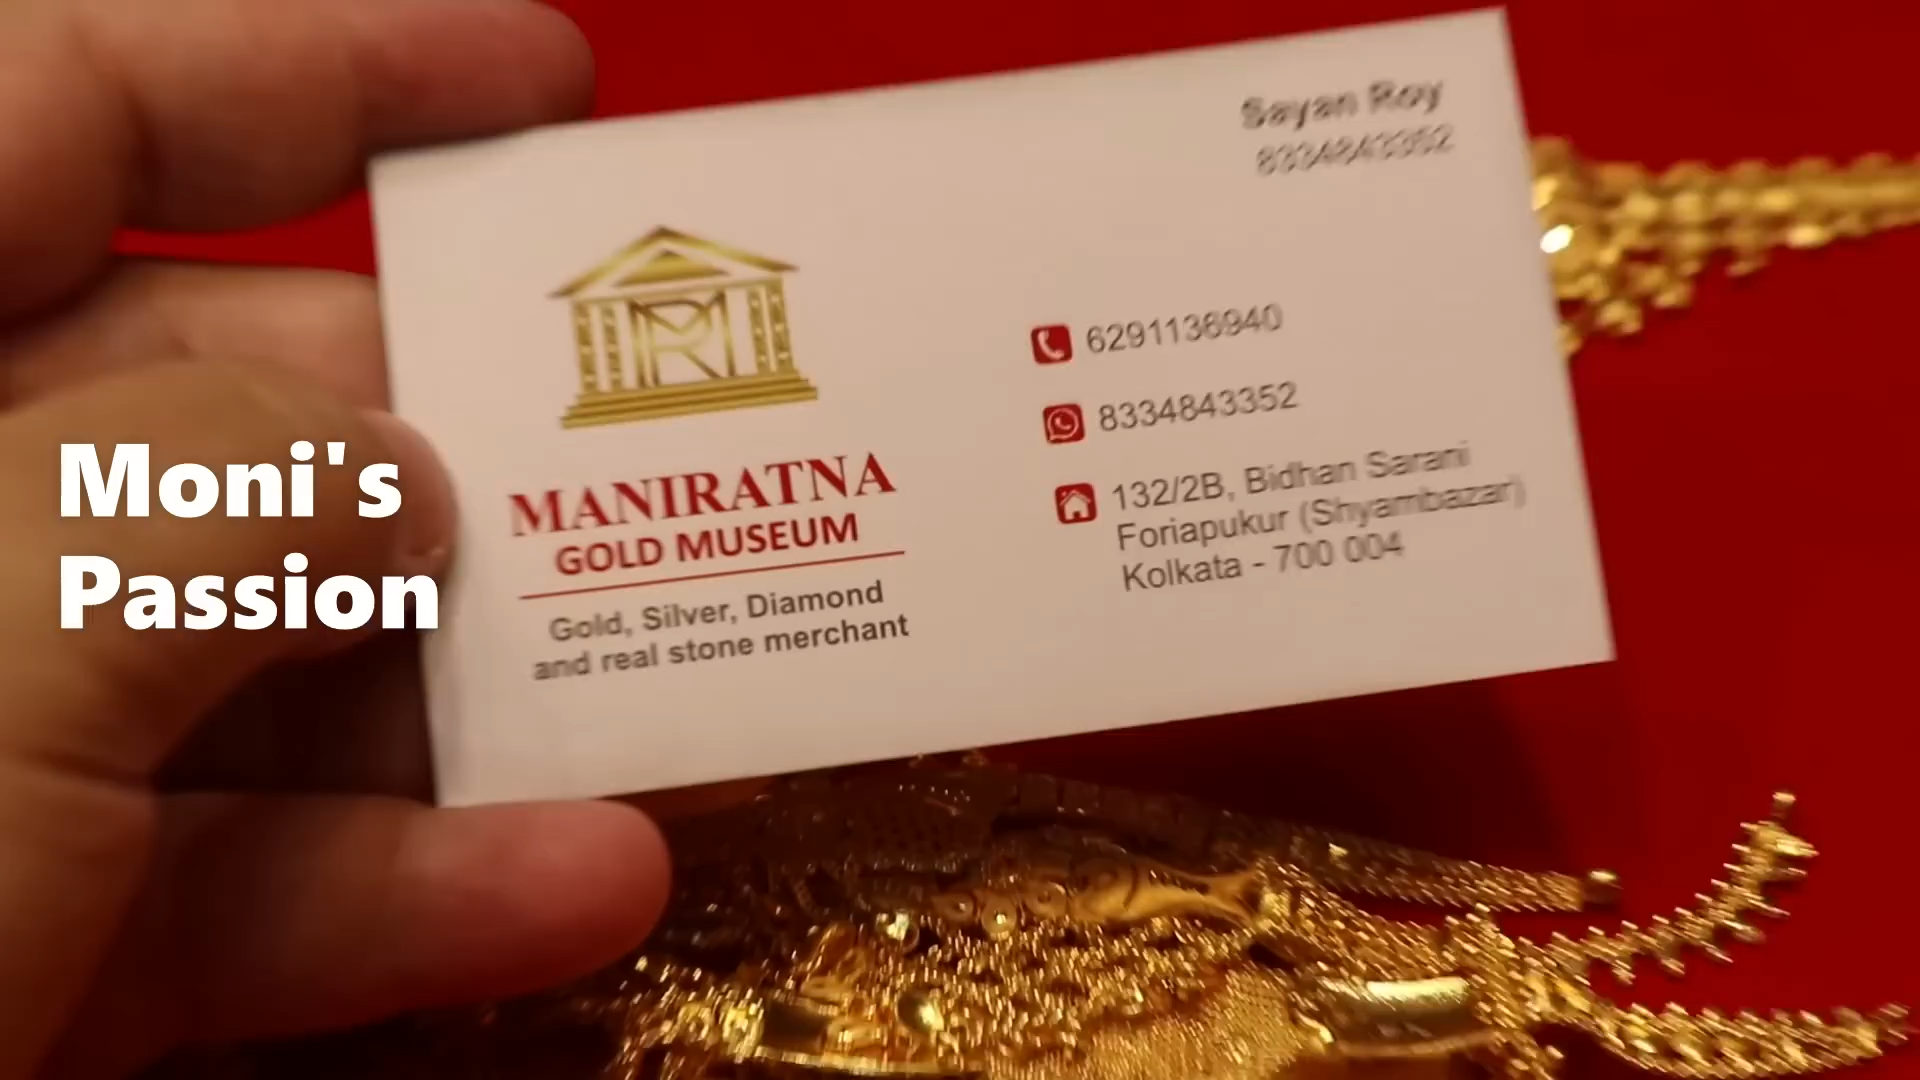 Sayan Roy
8334843352
MR
MANIRATNA
GOLD MUSEUM
Gold, Silver, Diamond
and real stone merchant
6291136940
8334843352
132/2B, Bidhan Sarani
Foriapukur (Shyambazar)
Kolkata - 700 004
Moni's
Passion